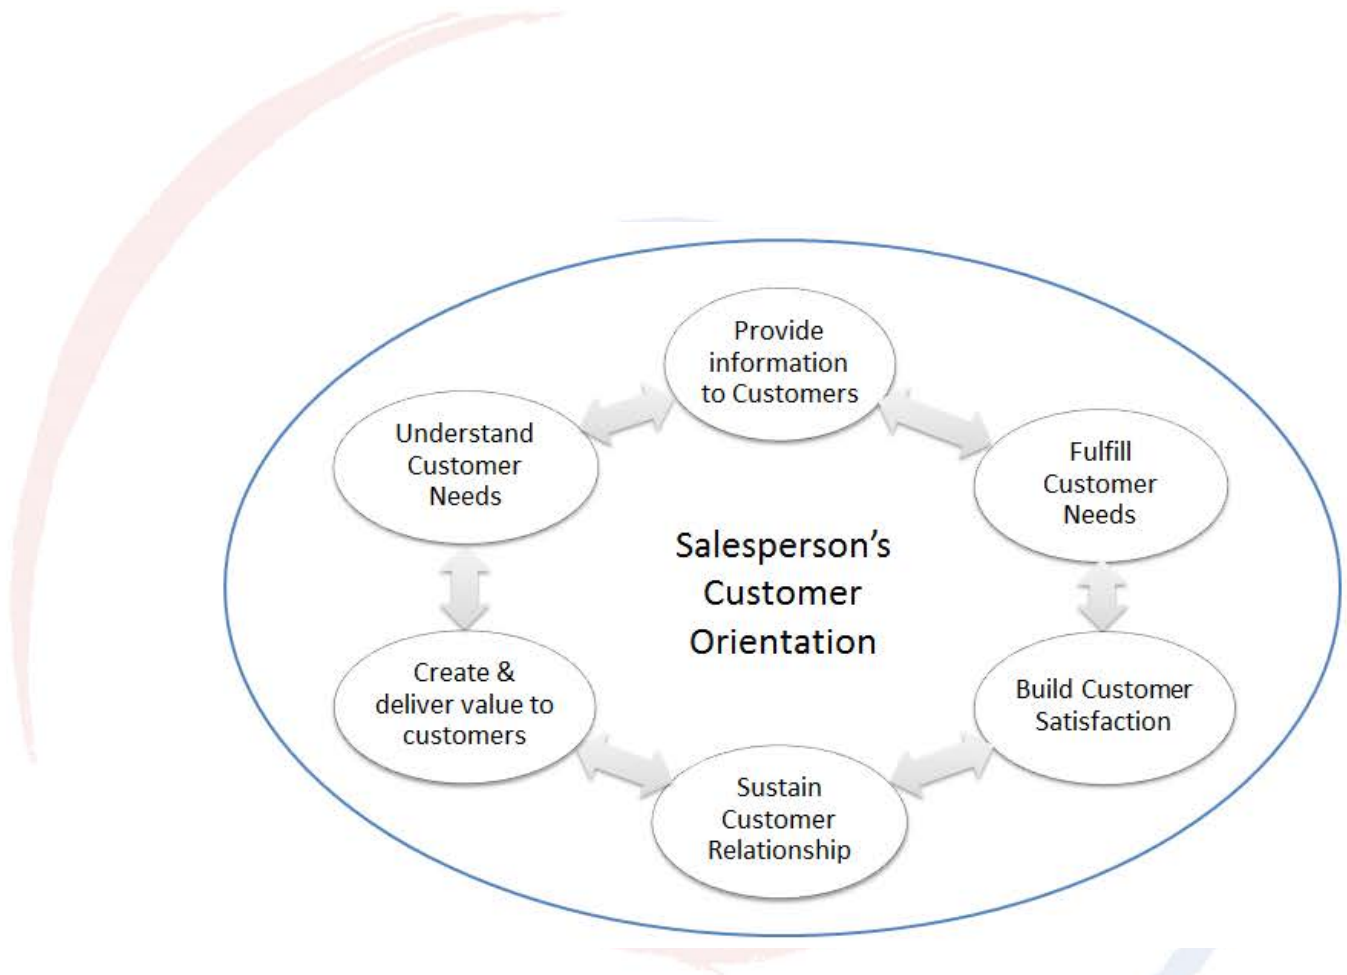 Provide
information
to Customers
Understand
Customer
Needs
Fulfill
Customer
Needs
Salesperson’s
Customer
Orientation
Create &
deliver value to
customers
Build Customer
Satisfaction
Sustain
Customer
Relationship